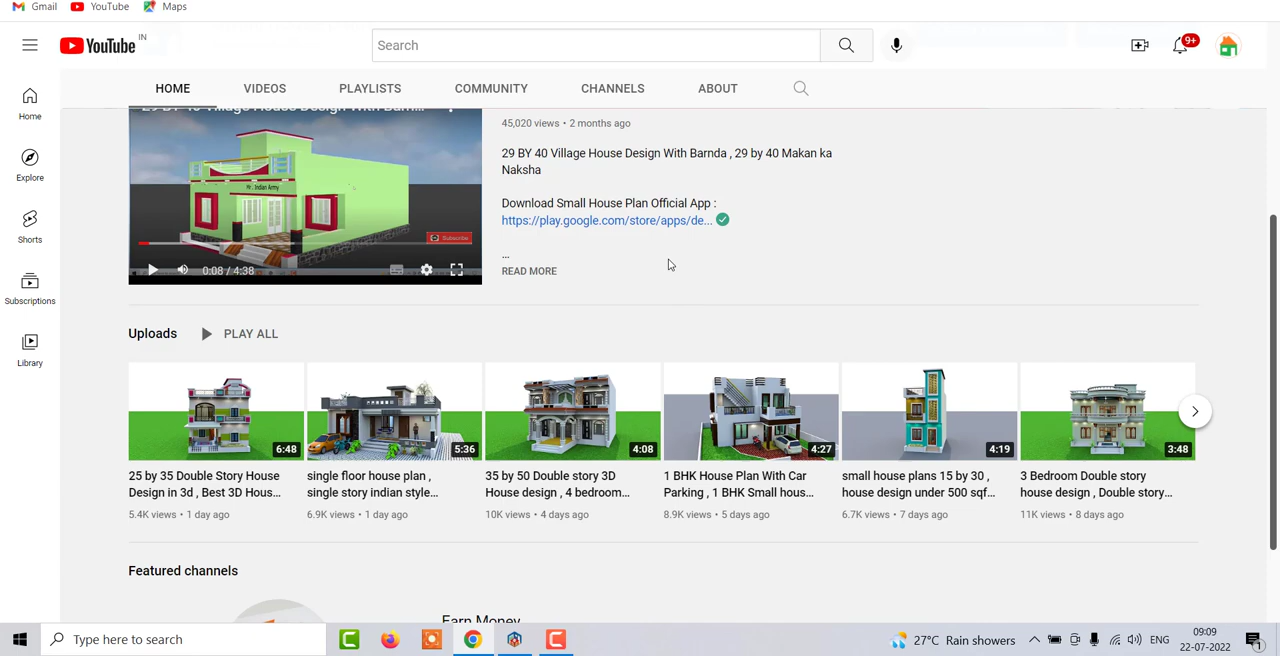 Gmail YouTube Maps
YouTube IN
Search
9+
HOME VIDEOS PLAYLISTS COMMUNITY CHANNELS ABOUT
Home
Explore
Shorts
Subscriptions
Library
Mr. Indian Army
Subscribe
0:08 / 4:38
45,020 views • 2 months ago
29 BY 40 Village House Design With Barnda , 29 by 40 Makan ka
Naksha
Download Small House Plan Official App :
https://play.google.com/store/apps/de...
...
READ MORE
Uploads PLAY ALL
6:48
25 by 35 Double Story House
Design in 3d , Best 3D Hous...
5.4K views • 1 day ago
5:36
single floor house plan ,
single story indian style...
6.9K views • 1 day ago
4:08
35 by 50 Double story 3D
House design , 4 bedroom...
10K views • 4 days ago
4:27
1 BHK House Plan With Car
Parking , 1 BHK Small hous...
8.9K views • 5 days ago
4:19
small house plans 15 by 30 ,
house design under 500 sqf...
6.7K views • 7 days ago
3:48
3 Bedroom Double story
house design , Double story...
11K views • 8 days ago
Featured channels
Earn Money
Type here to search
27°C Rain showers
ENG
09:09
22-07-2022
1